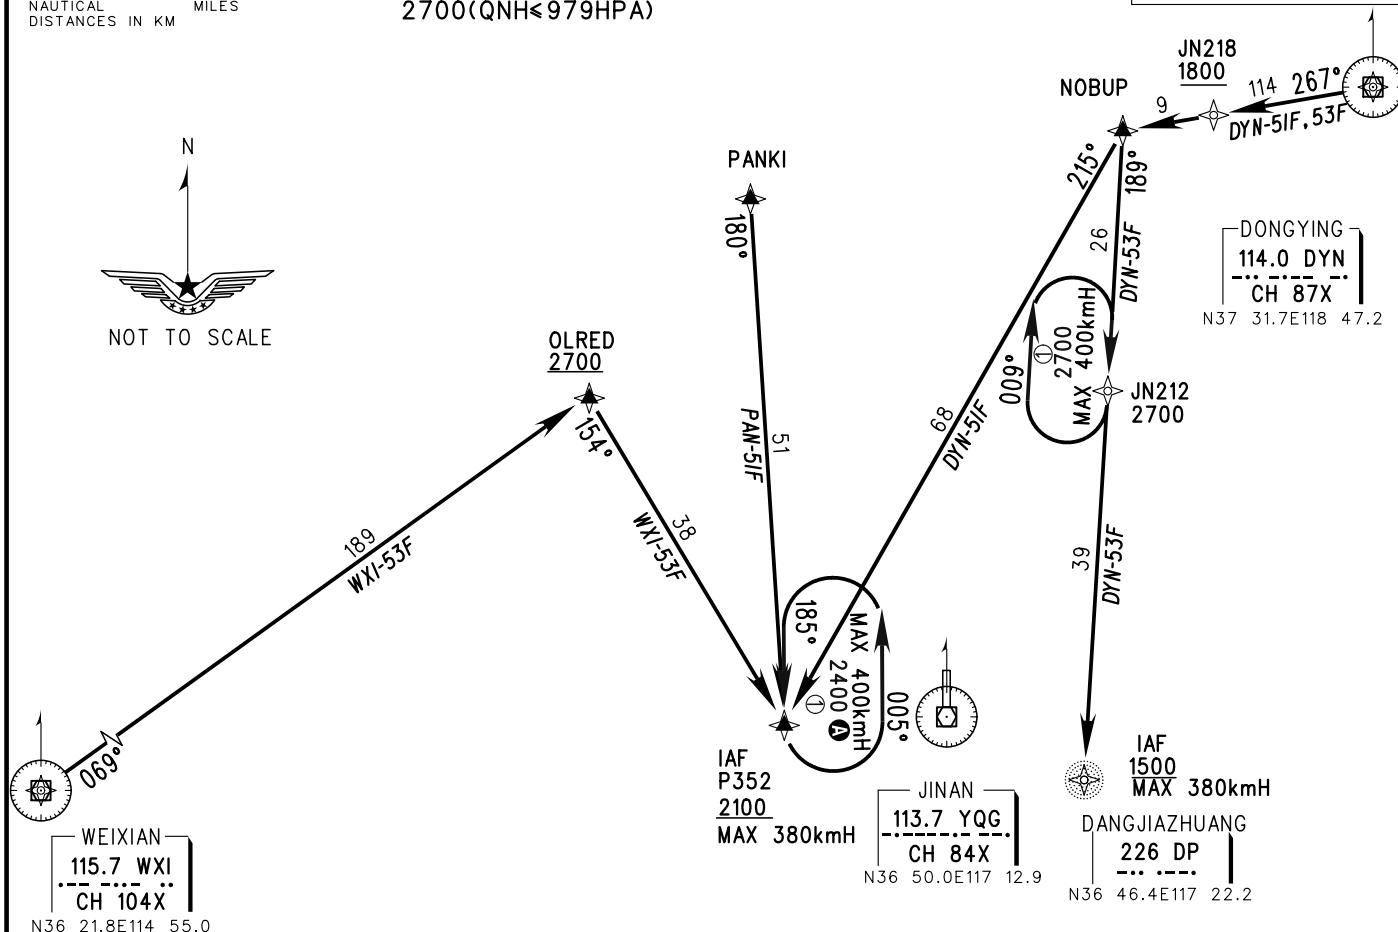 NAUTICAL MILES
DISTANCES IN KM
2700(QNH≤979HPA)
JN218
1800
114 267°
DYN-51F,53F
9
NOBUP
215°
189°
N
NOT TO SCALE
PANKI
180°
26
DYN-53F
DONGYING
114.0 DYN
CH 87X
N37 31.7E118 47.2
OLRED
2700
154°
009°
①
2700
MAX 400kmH
JN212
2700
68
DYN-51F
51
PAN-51F
38
WXI-53F
189
WXI-53F
39
DYN-53F
185°
MAX 400kmH
2400 A
①
005°
069°
IAF
P352
2100
MAX 380kmH
IAF
1500
MAX 380kmH
JINAN
113.7 YQG
CH 84X
N36 50.0E117 12.9
DANGJIAZHUANG
226 DP
N36 46.4E117 22.2
WEIXIAN
115.7 WXI
CH 104X
N36 21.8E114 55.0